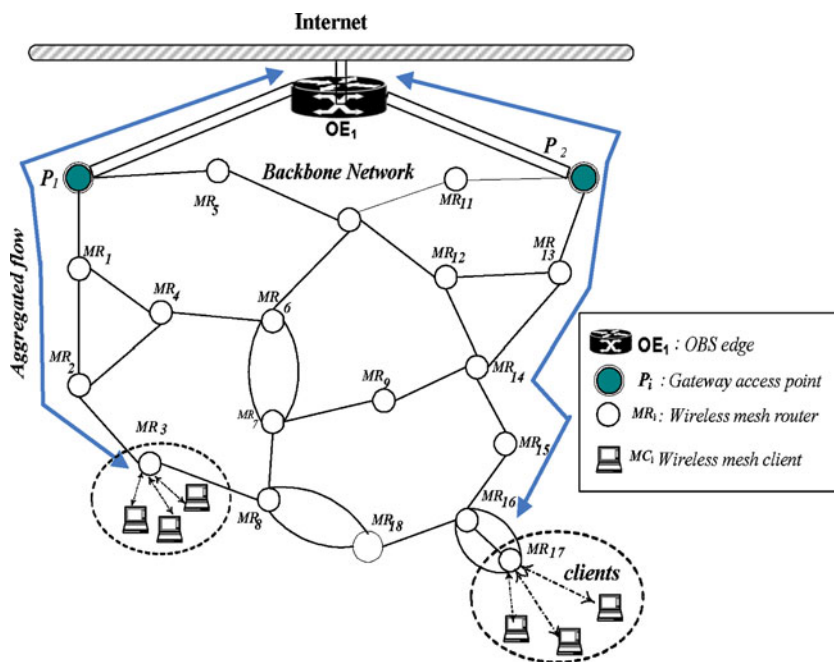 Internet
OE1
P1
P2
Backbone Network
MR5
MR11
Aggregated flow
MR1
MR12
MR13
MR4
MR6
MR2
MR9
MR14
MR7
MR3
MR15
MR8
MR16
MR18
MR17
clients
OE1 : OBS edge
Pi : Gateway access point
MRi : Wireless mesh router
MCi Wireless mesh client